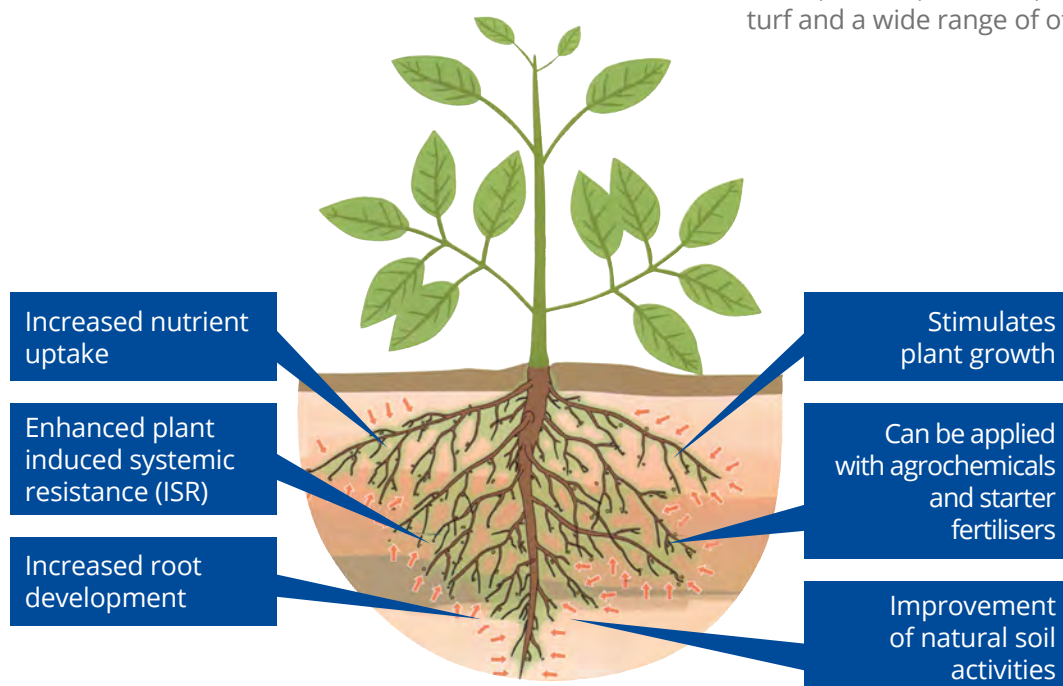 turf and a wide range of
Increased nutrient
uptake
Enhanced plant
induced systemic
resistance (ISR)
Increased root
development
Stimulates
plant growth
Can be applied
with agrochemicals
and starter
fertilisers
Improvement
of natural soil
activities